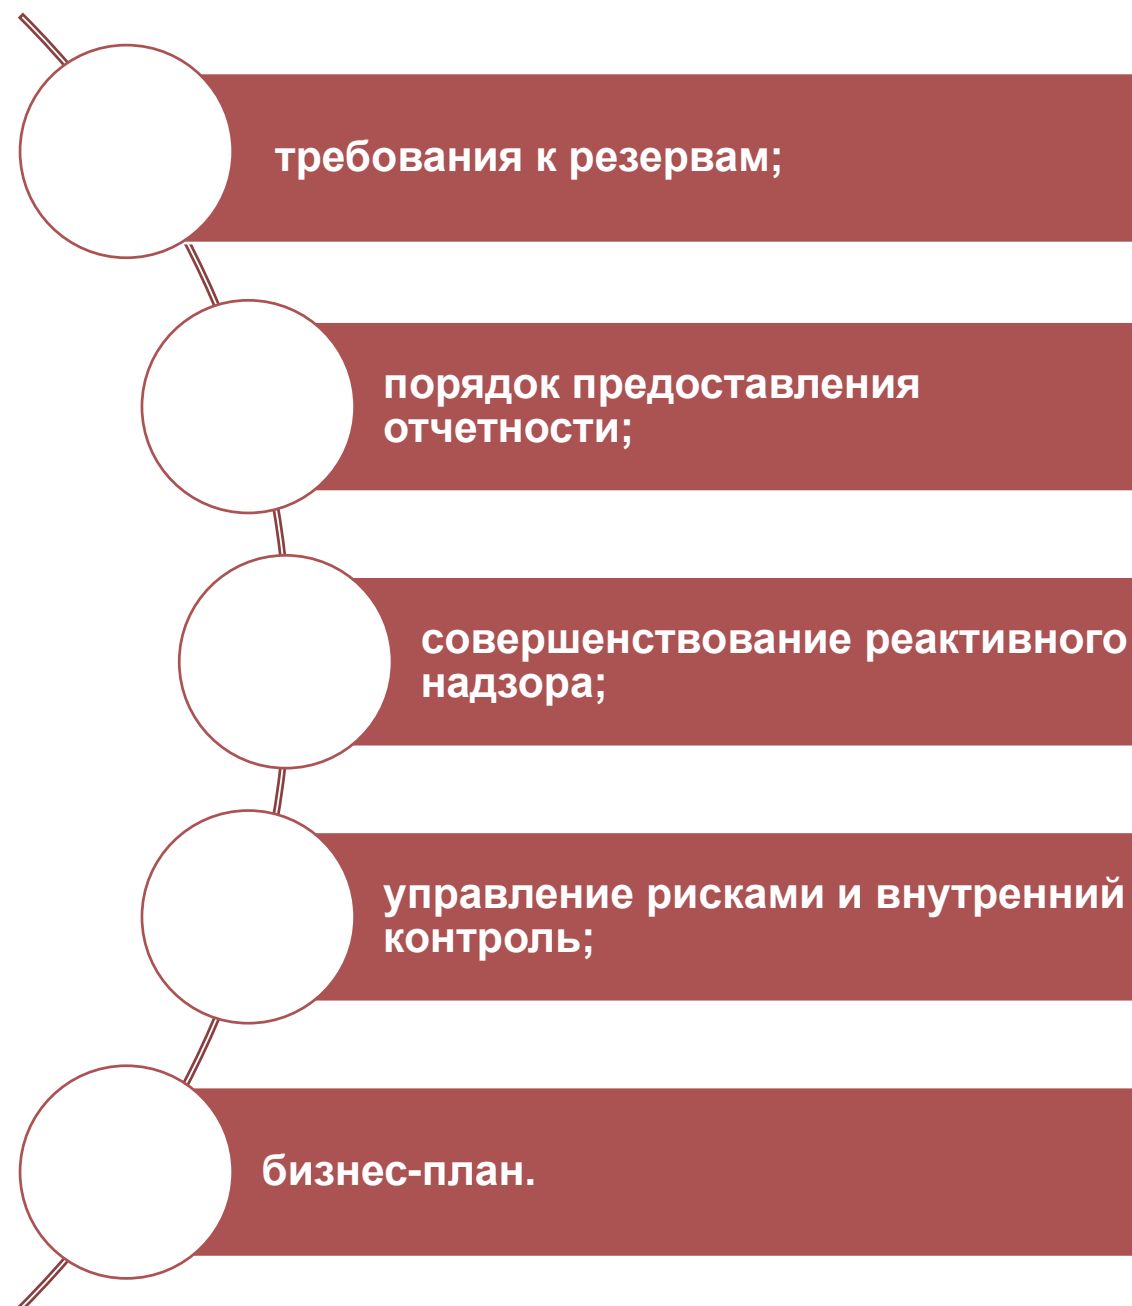 требования к резервам;
порядок предоставления
отчетности;
совершенствование реактивного
надзора;
управление рисками и внутренний
контроль;
бизнес-план.